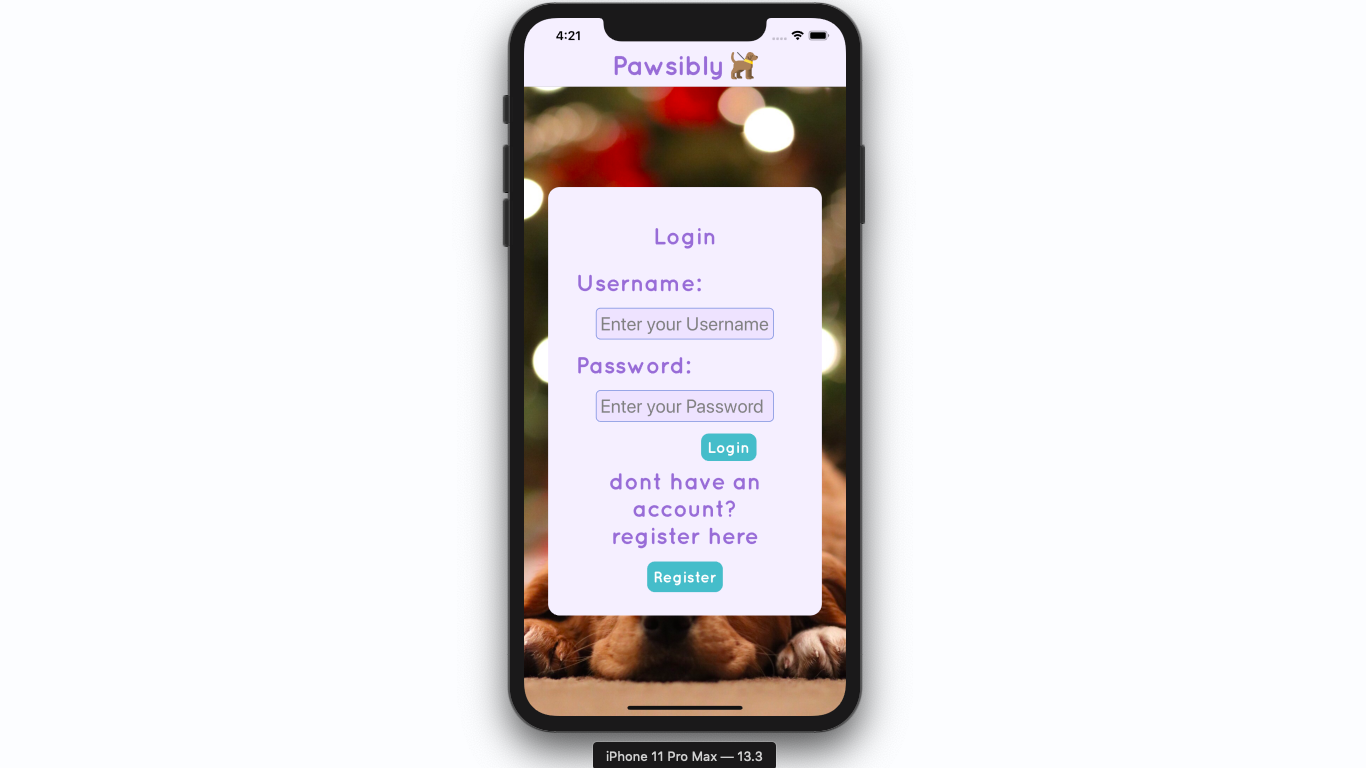 4:21
Pawsibly
Login
Username:
Enter your Username
Password:
Enter your Password
Login
dont have an
account?
register here
Register
iPhone 11 Pro Max — 13.3